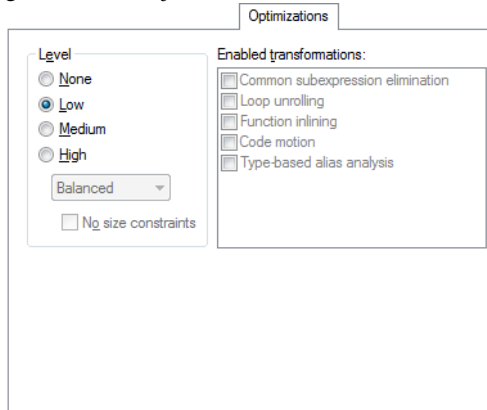 Optimizations
Level
None
Low
Medium
High
Balanced
No size constraints
Enabled transformations:
Common subexpression elimination
Loop unrolling
Function inlining
Code motion
Type-based alias analysis